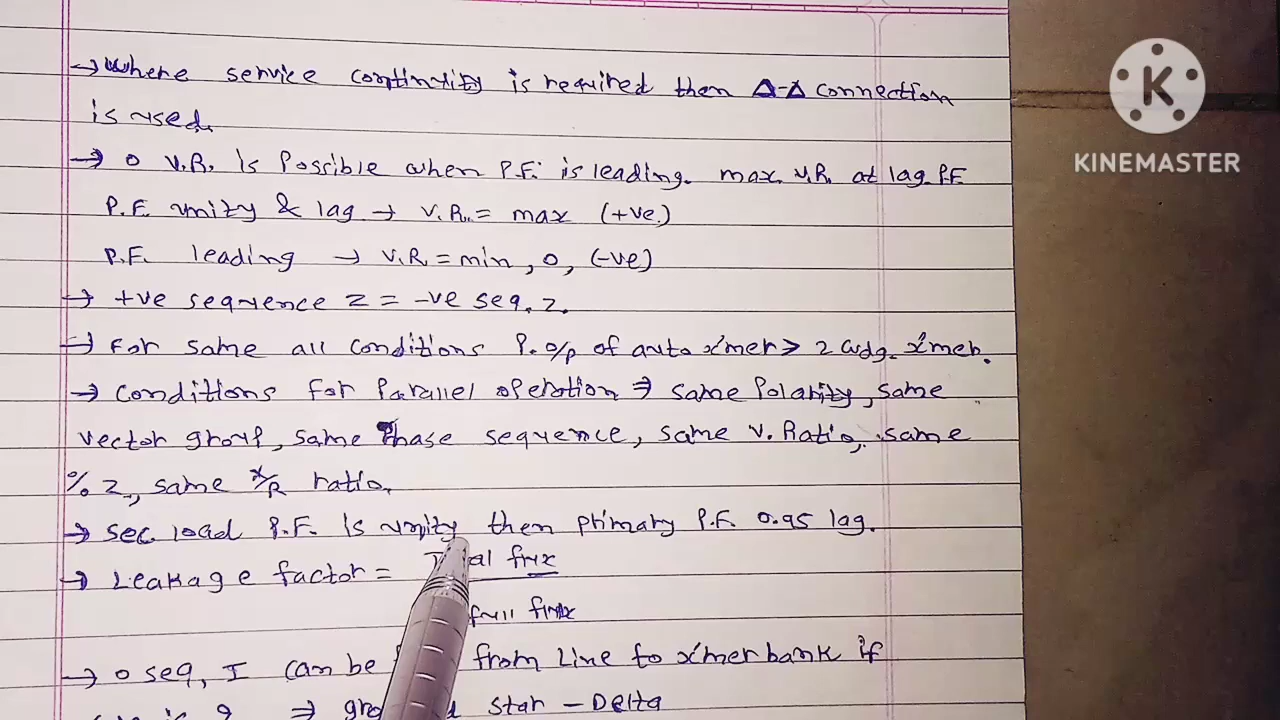 → Where service continuity is required then Δ-Δ connection
is used.
→ 0 V.R. is possible when P.F. is leading. max. V.R. at lag. P.F.
P.F. unity & lag → V.R. = max (+ve)
P.F. leading → V.R. = min, 0, (-ve)
→ +ve sequence Z = -ve seq. Z.
→ For same all conditions P. o/p of auto x'mer > 2 wdg. x'mer.
→ Conditions for Parallel operation ⇒ same Polarity, same
vector group, same Phase sequence, same V. Ratio, same
% Z, same X/R ratio.
→ Sec. load P.F. is unity then primary P.F. 0.95 lag.
→ Leakage factor = Total flux
full flux
→ 0 seq. I can be from Line to x'mer bank if
⇒ Star - Delta
K
KINEMASTER